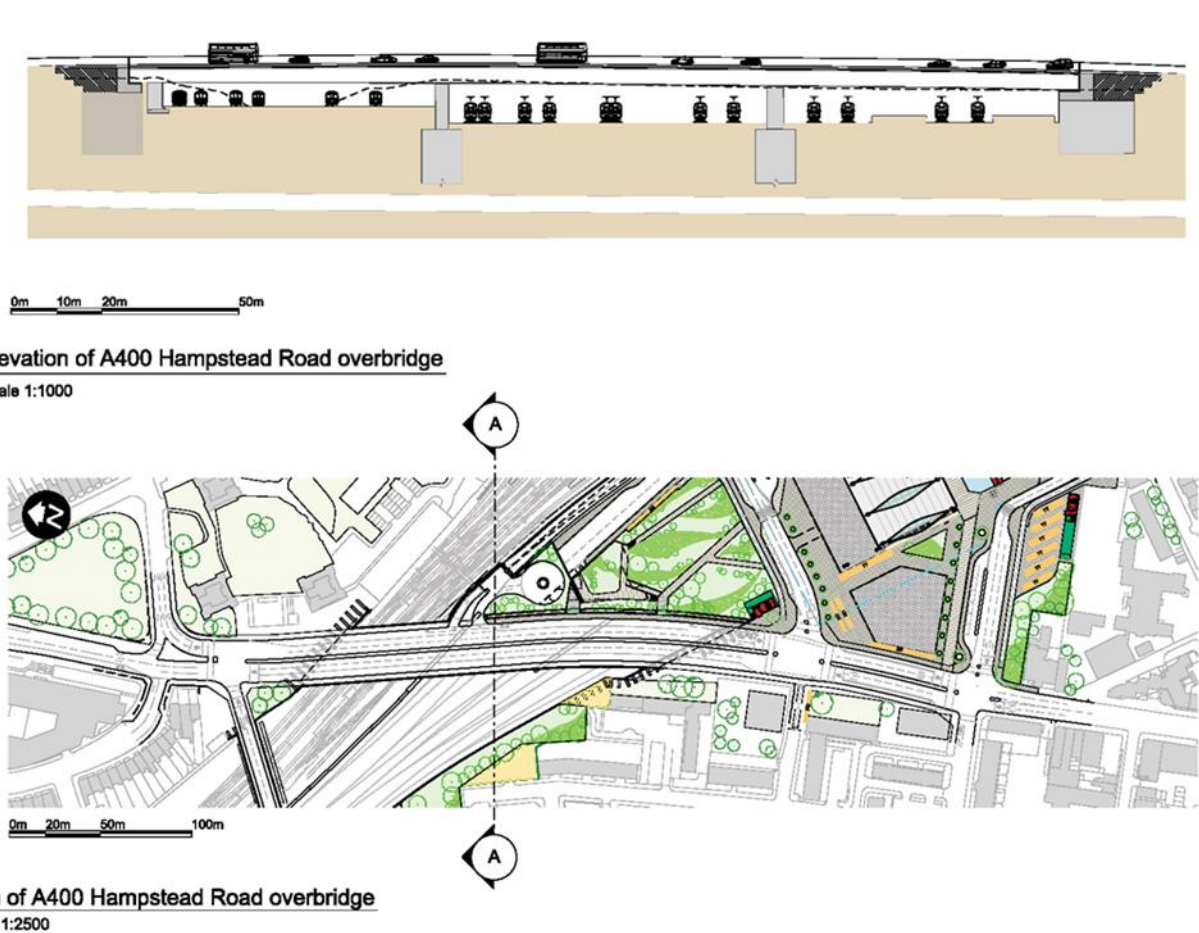 0m 10m 20m 50m
evation of A400 Hampstead Road overbridge
ale 1:1000
A
N
0m 20m 50m 100m
A
of A400 Hampstead Road overbridge
1:2500